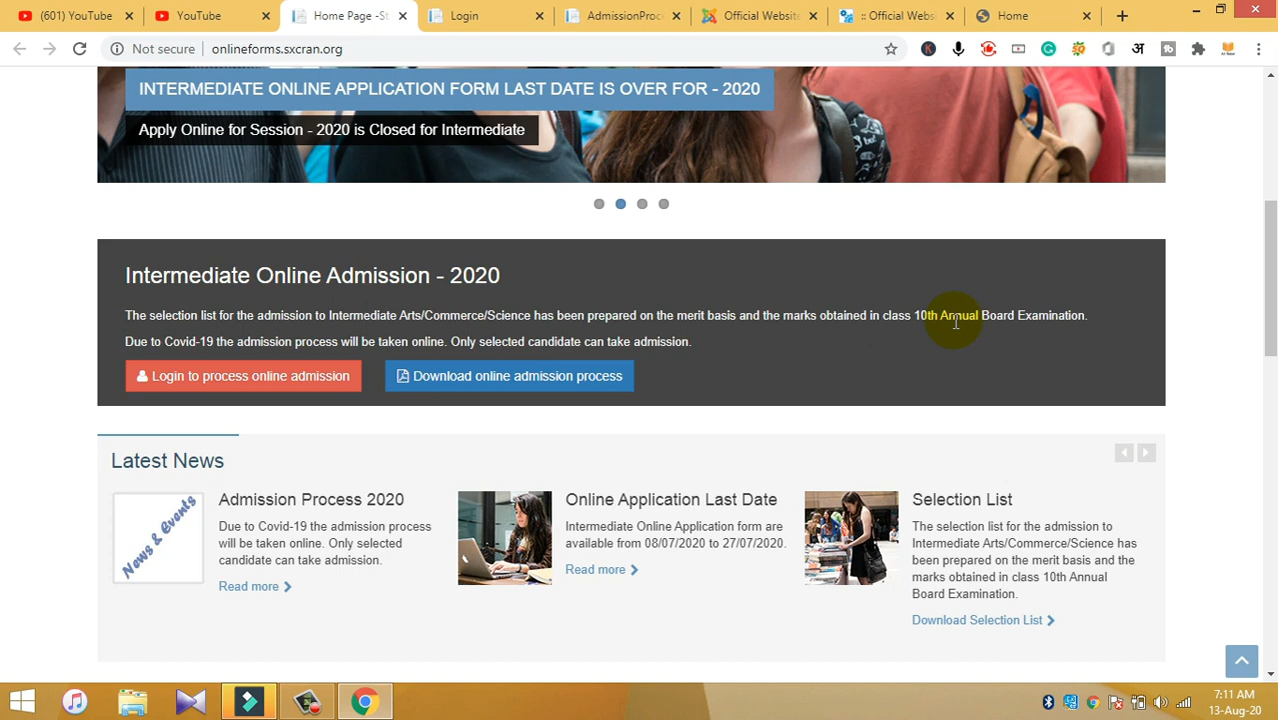 (601) YouTube
YouTube
Home Page -St
Login
AdmissionProc
Official Website
:: Official Webs
Home
Not secure
onlineforms.sxcran.org
INTERMEDIATE ONLINE APPLICATION FORM LAST DATE IS OVER FOR - 2020
Apply Online for Session - 2020 is Closed for Intermediate
Intermediate Online Admission - 2020
The selection list for the admission to Intermediate Arts/Commerce/Science has been prepared on the merit basis and the marks obtained in class 10th Annual Board Examination.
Due to Covid-19 the admission process will be taken online. Only selected candidate can take admission.
Login to process online admission
Download online admission process
Latest News
News & Events
Admission Process 2020
Due to Covid-19 the admission process
will be taken online. Only selected
candidate can take admission.
Read more
Online Application Last Date
Intermediate Online Application form are
available from 08/07/2020 to 27/07/2020.
Read more
Selection List
The selection list for the admission to
Intermediate Arts/Commerce/Science has
been prepared on the merit basis and the
marks obtained in class 10th Annual
Board Examination.
Download Selection List
7:11 AM
13-Aug-20